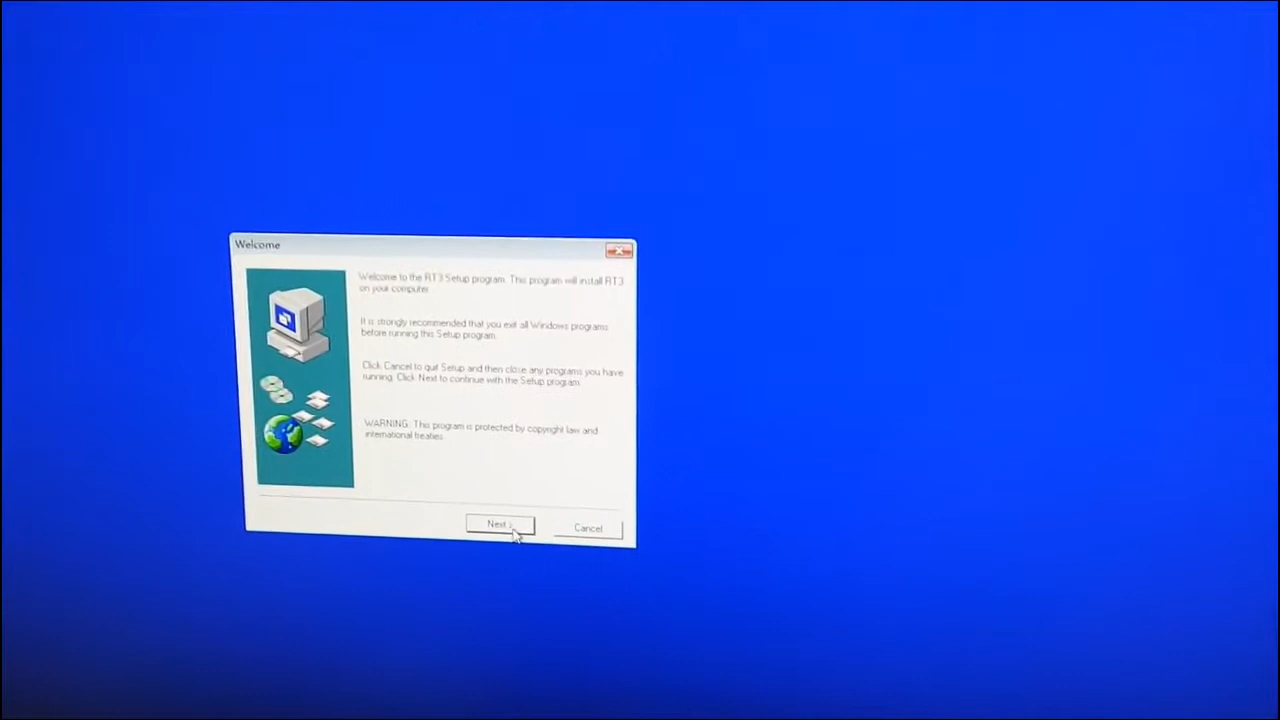 Welcome
Welcome to the RT3 Setup program. This program will install RT3
on your computer.
It is strongly recommended that you exit all Windows programs
before running this Setup program.
Click Cancel to quit Setup and then close any programs you have
running. Click Next to continue with the Setup program.
WARNING: This program is protected by copyright law and
international treaties.
Next >
Cancel